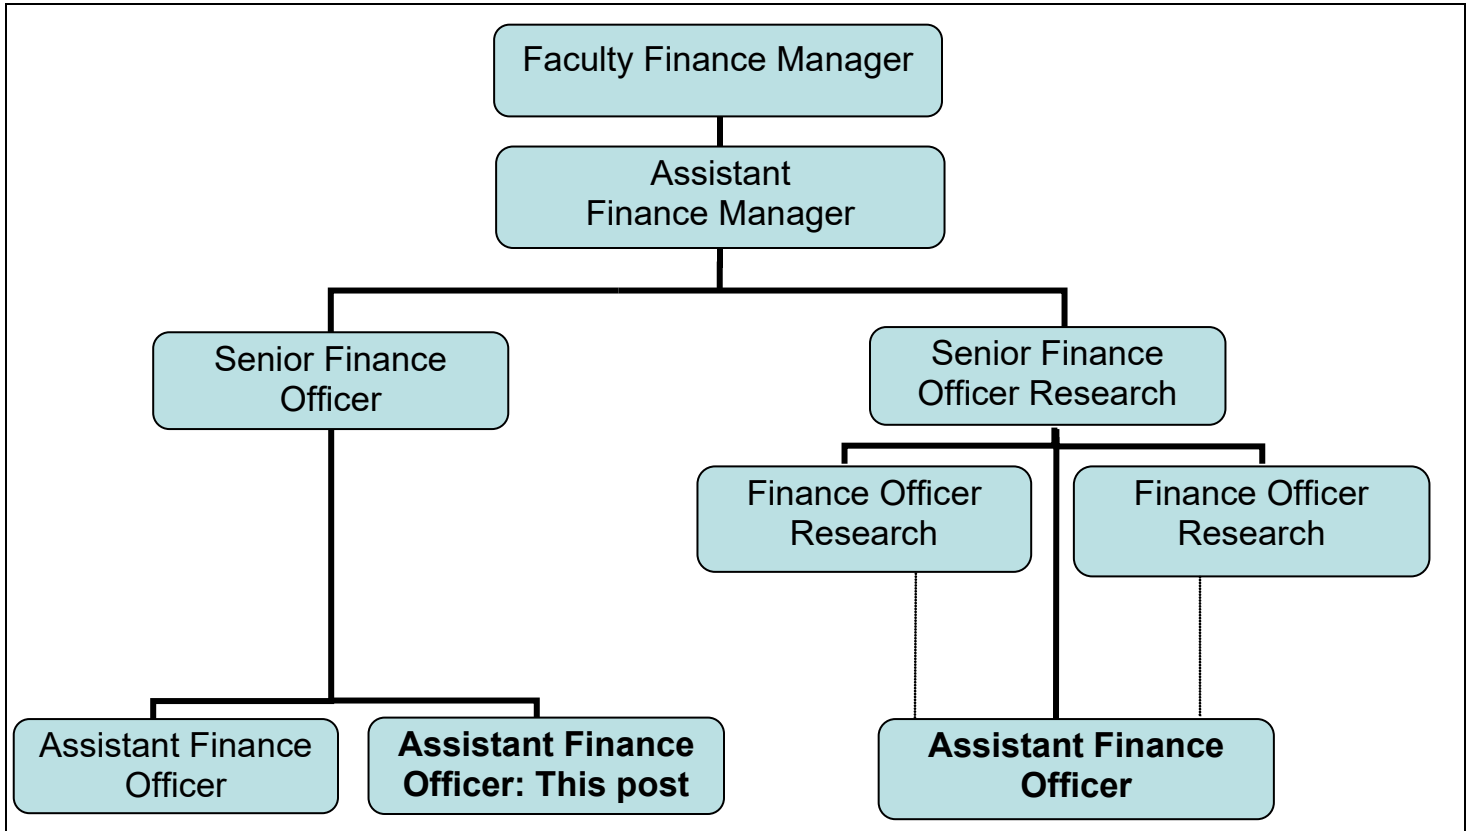 Faculty Finance Manager
Assistant
Finance Manager
Senior Finance
Officer
Senior Finance
Officer Research
Finance Officer
Research
Finance Officer
Research
Assistant Finance
Officer
Assistant Finance
Officer: This post
Assistant Finance
Officer